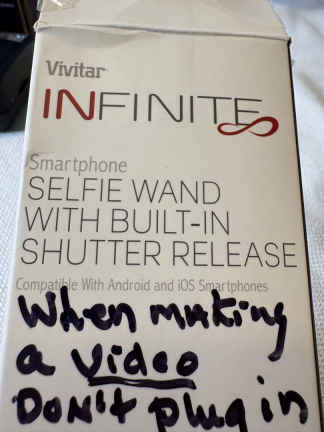 Vivitar
INFINITE
Smartphone
SELFIE WAND
WITH BUILT-IN
SHUTTER RELEASE
Compatible With Android and iOS Smartphones
When making
a video
DON't plug in